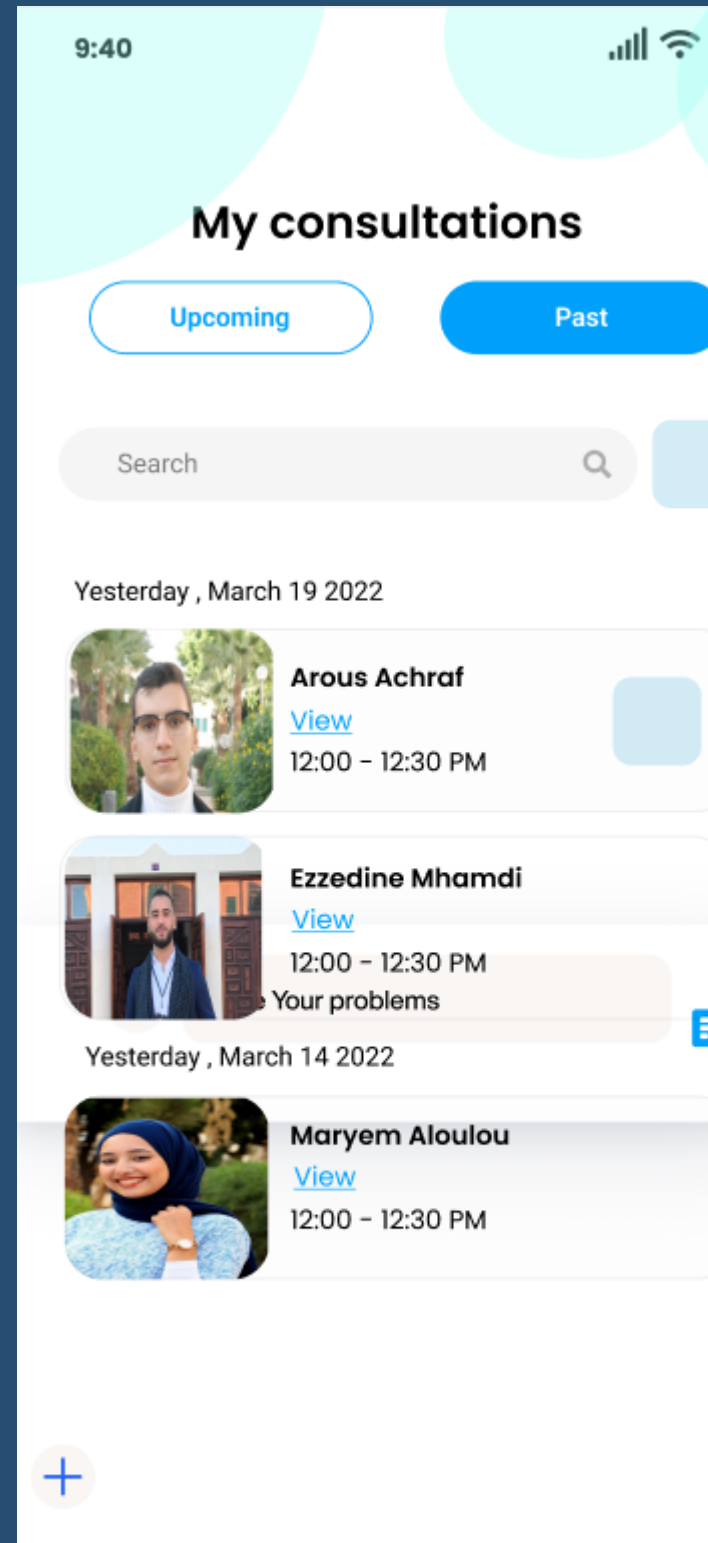 9:40
My consultations
Upcoming
Past
Search
Yesterday , March 19 2022
Arous Achraf
View
12:00 - 12:30 PM
Ezzedine Mhamdi
View
12:00 - 12:30 PM
Your problems
Yesterday , March 14 2022
Maryem Aloulou
View
12:00 - 12:30 PM